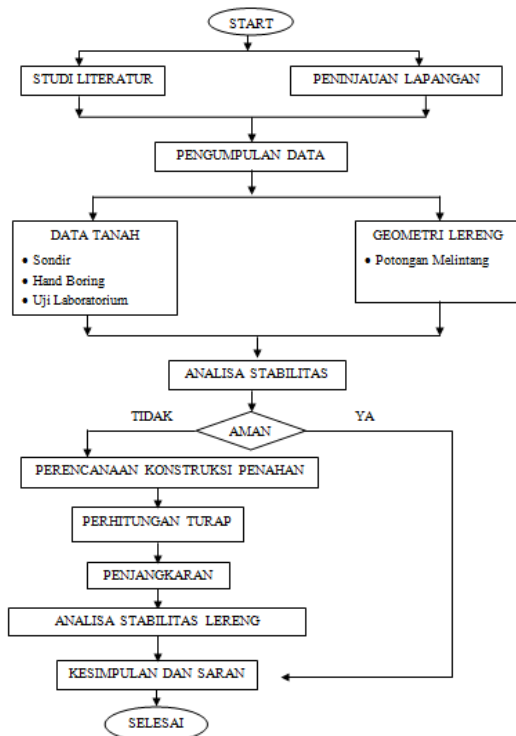 START
STUDI LITERATUR
PENINJAUAN LAPANGAN
PENGUMPULAN DATA
DATA TANAH
• Sondir
• Hand Boring
• Uji Laboratorium
GEOMETRI LERENG
• Potongan Melintang
ANALISA STABILITAS
TIDAK
AMAN
YA
PERENCANAAN KONSTRUKSI PENAHAN
PERHITUNGAN TURAP
PENJANGKARAN
ANALISA STABILITAS LERENG
KESIMPULAN DAN SARAN
SELESAI